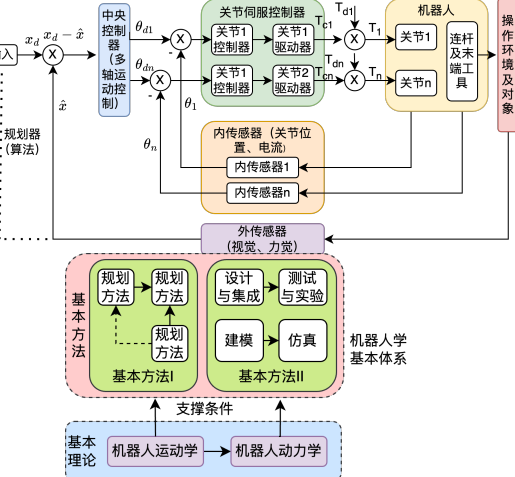 入
x_d
x_d − x̂
x̂
规划器
(算法)
中央
控制
器
(多
轴运
动控
制)
θ_d1
θ_dn
X
-
X
-
X
θ_1
θ_n
关节伺服控制器
关节1
控制器
关节1
驱动器
关节1
控制器
关节2
驱动器
T_c1
T_cn
T_d1
T_dn
X
X
T_1
T_n
机器人
关节1
关节n
连杆
及末
端工
具
操
作
环
境
及
对
象
内传感器（关节位
置、电流)
内传感器1
内传感器n
外传感器
(视觉、力觉)
基
本
方
法
规划
方法
规划
方法
规划
方法
基本方法I
设计
与集成
测试
与实验
建模
仿真
基本方法II
机器人学
基本体系
支撑条件
基本
理论
机器人运动学
机器人动力学